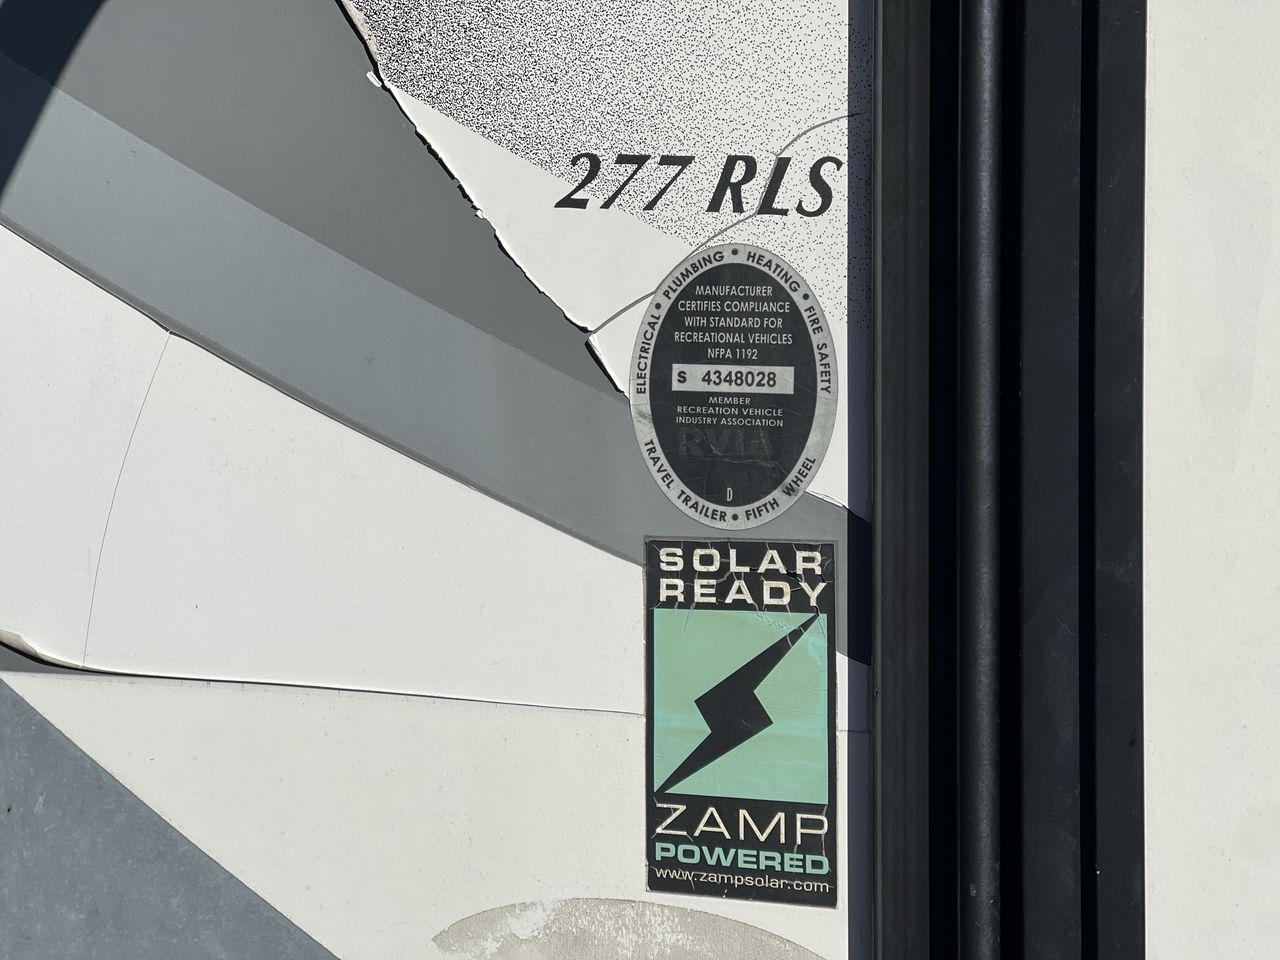 277 RLS
ELECTRICAL • PLUMBING • HEATING • FIRE SAFETY
MANUFACTURER
CERTIFIES COMPLIANCE
WITH STANDARD FOR
RECREATIONAL VEHICLES
NFPA 1192
S 4348028
MEMBER
RECREATION VEHICLE
INDUSTRY ASSOCIATION
RVIA
D
TRAVEL TRAILER • FIFTH WHEEL
SOLAR
READY
ZAMP
POWERED
www.zampsolar.com